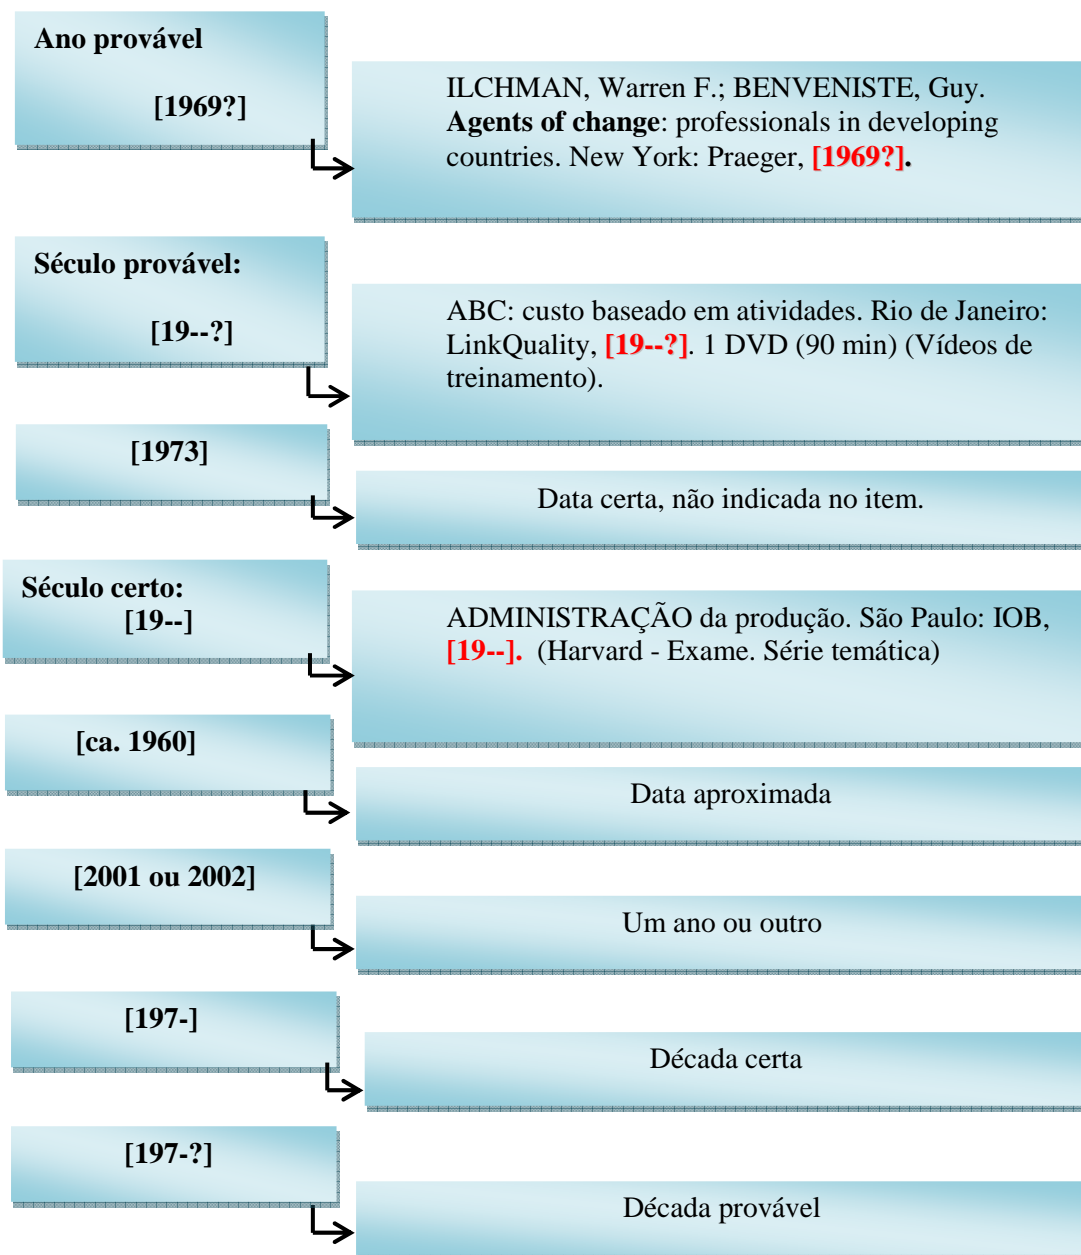 Ano provável
[1969?]
ILCHMAN, Warren F.; BENVENISTE, Guy.
Agents of change: professionals in developing
countries. New York: Praeger, [1969?].
Século provável:
[19--?]
ABC: custo baseado em atividades. Rio de Janeiro:
LinkQuality, [19--?]. 1 DVD (90 min) (Vídeos de
treinamento).
[1973]
Data certa, não indicada no item.
Século certo:
[19--]
ADMINISTRAÇÃO da produção. São Paulo: IOB,
[19--]. (Harvard - Exame. Série temática)
[ca. 1960]
Data aproximada
[2001 ou 2002]
Um ano ou outro
[197-]
Década certa
[197-?]
Década provável